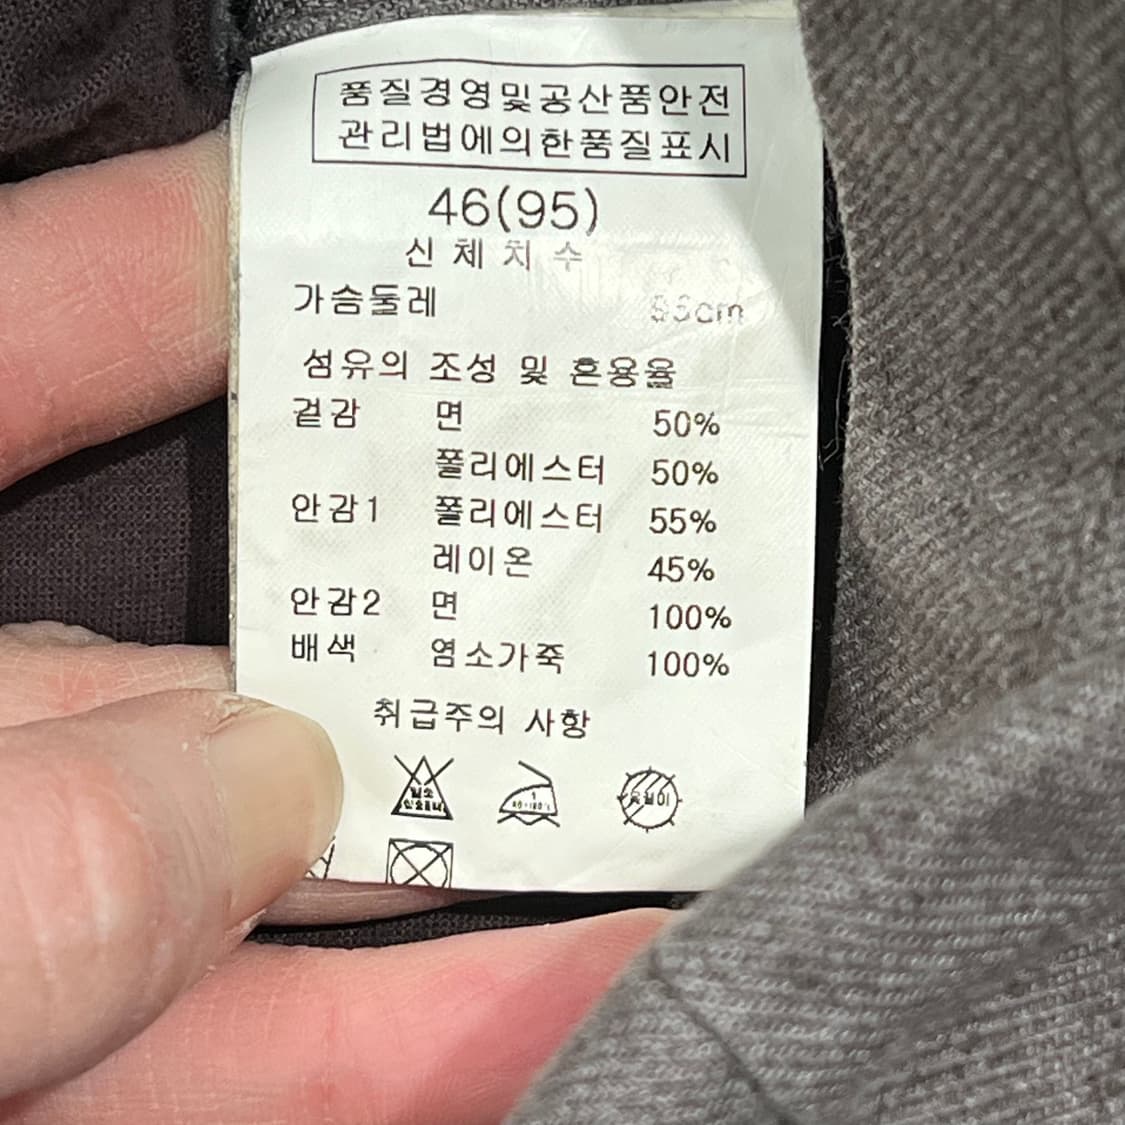 품질경영및공산품안전
관리법에의한품질표시
46(95)
신체치수
가슴둘레
섬유의 조성 및 혼용율
겉감 면 50%
폴리에스터 50%
안감1 폴리에스터 55%
레이온 45%
안감2 면 100%
배색 염소가죽 100%
취급주의 사항
옷걸이